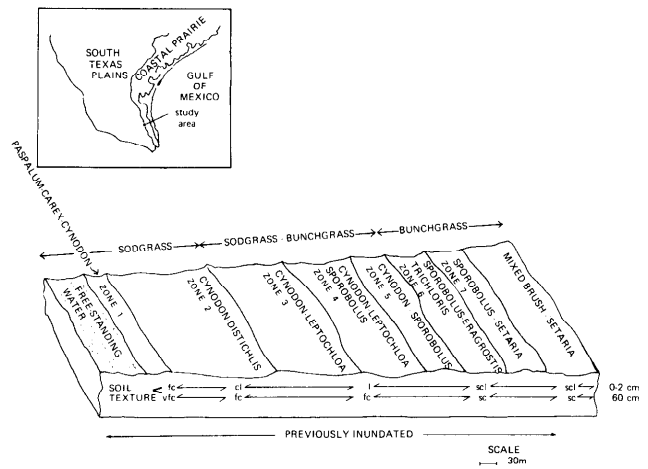 SOUTH
TEXAS
PLAINS
COASTAL PRAIRIE
GULF
OF
MEXICO
study
area
PASPALUM-CAREX-CYNODON
SODGRASS
SODGRASS - BUNCHGRASS
BUNCHGRASS
FREE STANDING
WATER
ZONE 1
CYNODON-DISTICHLIS
ZONE 2
CYNODON-LEPTOCHLOA
ZONE 3
CYNODON-LEPTOCHLOA
SPOROBOLUS
ZONE 4
CYNODON SPOROBOLUS
ZONE 5
SPOROBOLUS-ERAGROSTIS
TRICHLORIS
ZONE 6
SPOROBOLUS SETARIA
ZONE 7
MIXED BRUSH-SETARIA
SOIL < fc cl l scl scl 0-2 cm
TEXTURE vfc fc fc sc sc 60 cm
PREVIOUSLY INUNDATED
SCALE
30m